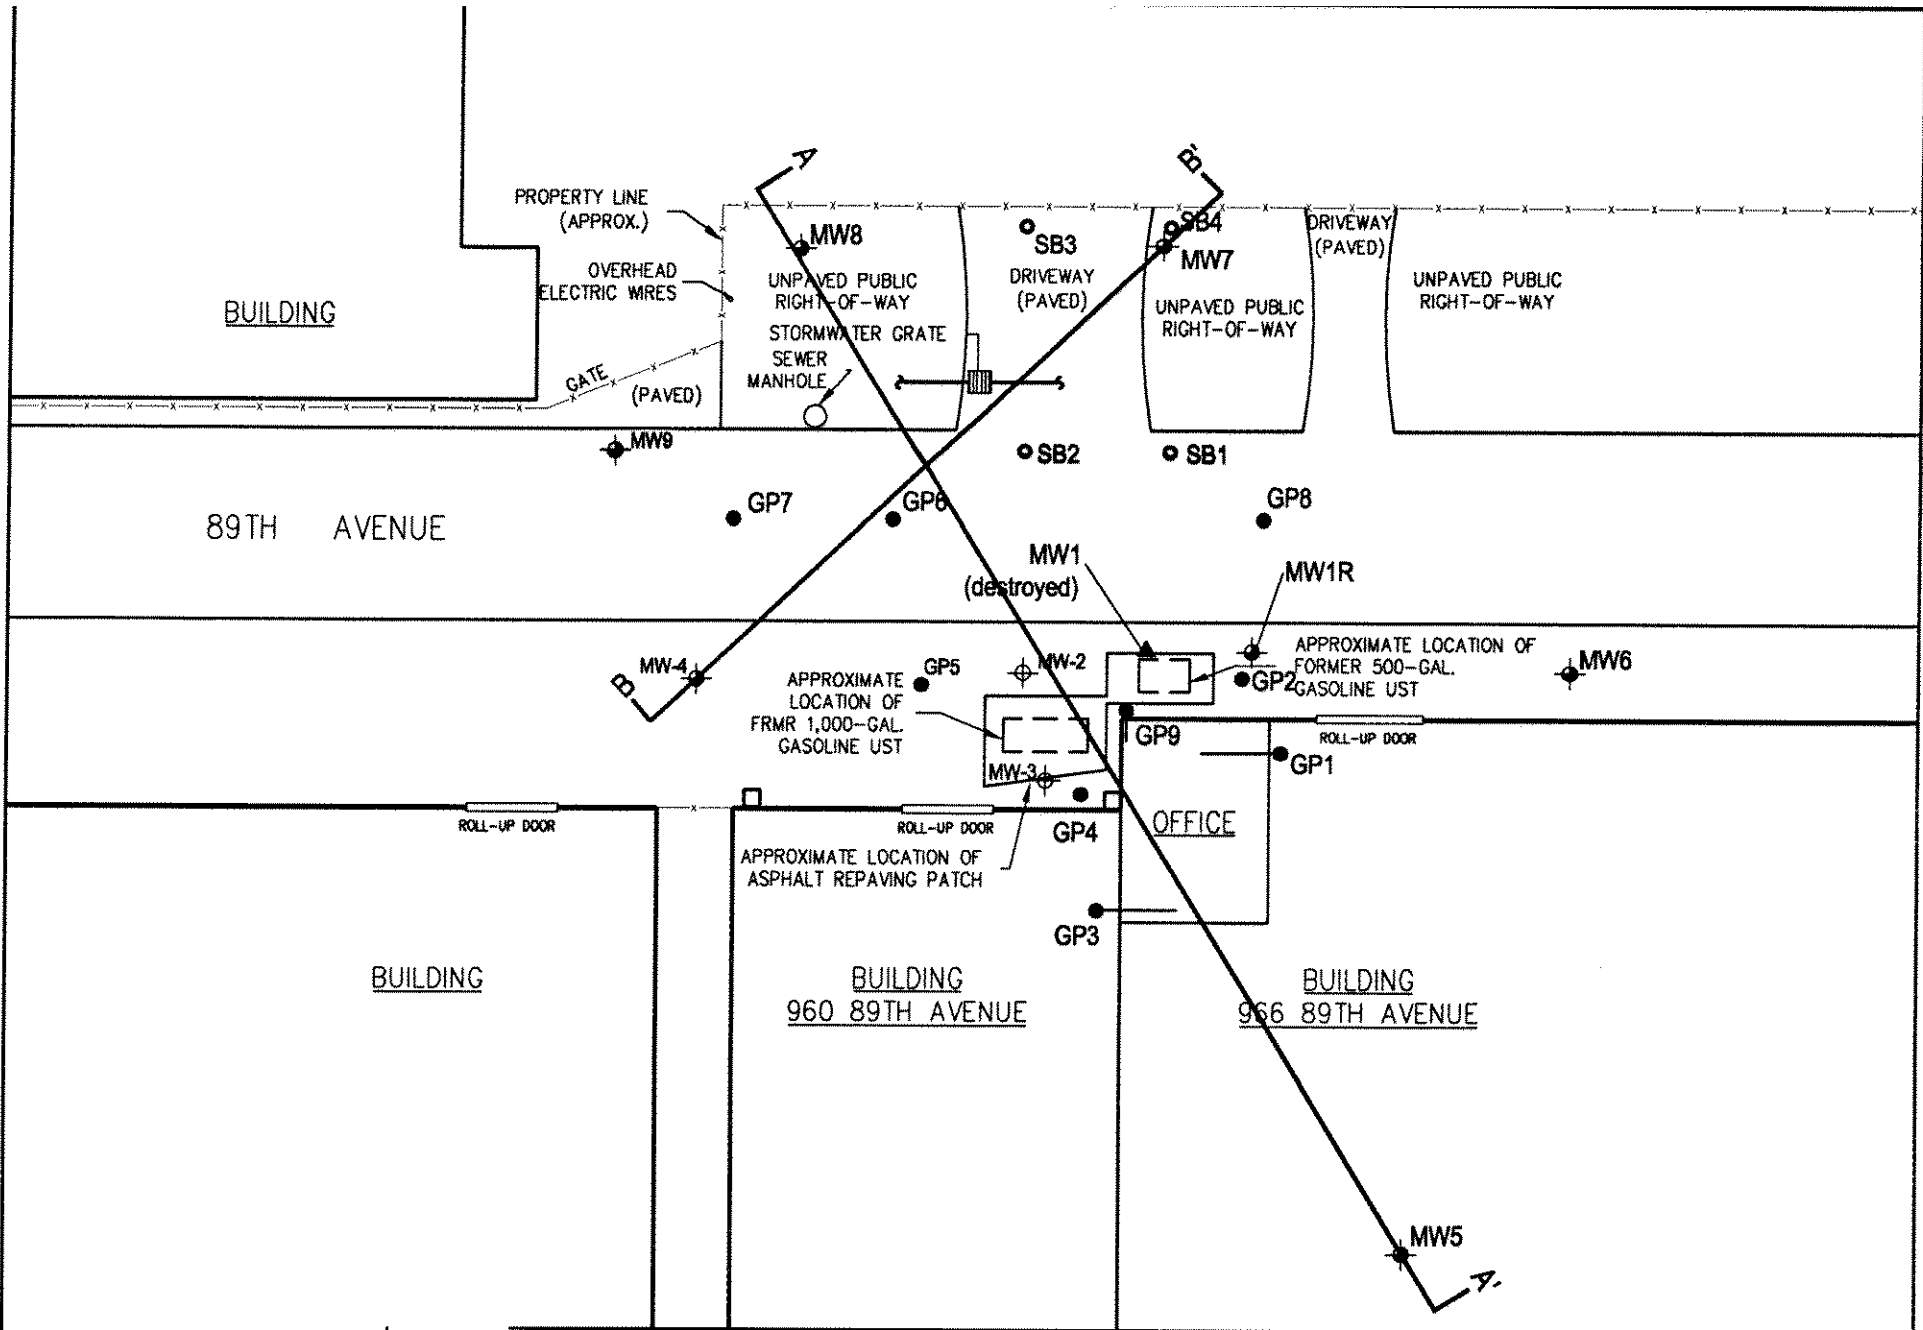 A
B'
PROPERTY LINE
(APPROX.)
MW8
SB3
SB4
MW7
DRIVEWAY
(PAVED)
OVERHEAD
ELECTRIC WIRES
UNPAVED PUBLIC
RIGHT-OF-WAY
DRIVEWAY
(PAVED)
UNPAVED PUBLIC
RIGHT-OF-WAY
UNPAVED PUBLIC
RIGHT-OF-WAY
BUILDING
STORMWATER GRATE
SEWER
MANHOLE
GATE
(PAVED)
MW9
SB2
SB1
GP7
GP6
GP8
89TH AVENUE
MW1
(destroyed)
MW1R
MW-4
B
GP5
MW-2
APPROXIMATE LOCATION OF
FORMER 500-GAL.
GASOLINE UST
GP2
MW6
APPROXIMATE
LOCATION OF
FRMR 1,000-GAL.
GASOLINE UST
GP9
ROLL-UP DOOR
GP1
MW-3
ROLL-UP DOOR
ROLL-UP DOOR
GP4
OFFICE
APPROXIMATE LOCATION OF
ASPHALT REPAVING PATCH
GP3
BUILDING
BUILDING
960 89TH AVENUE
BUILDING
966 89TH AVENUE
MW5
A'